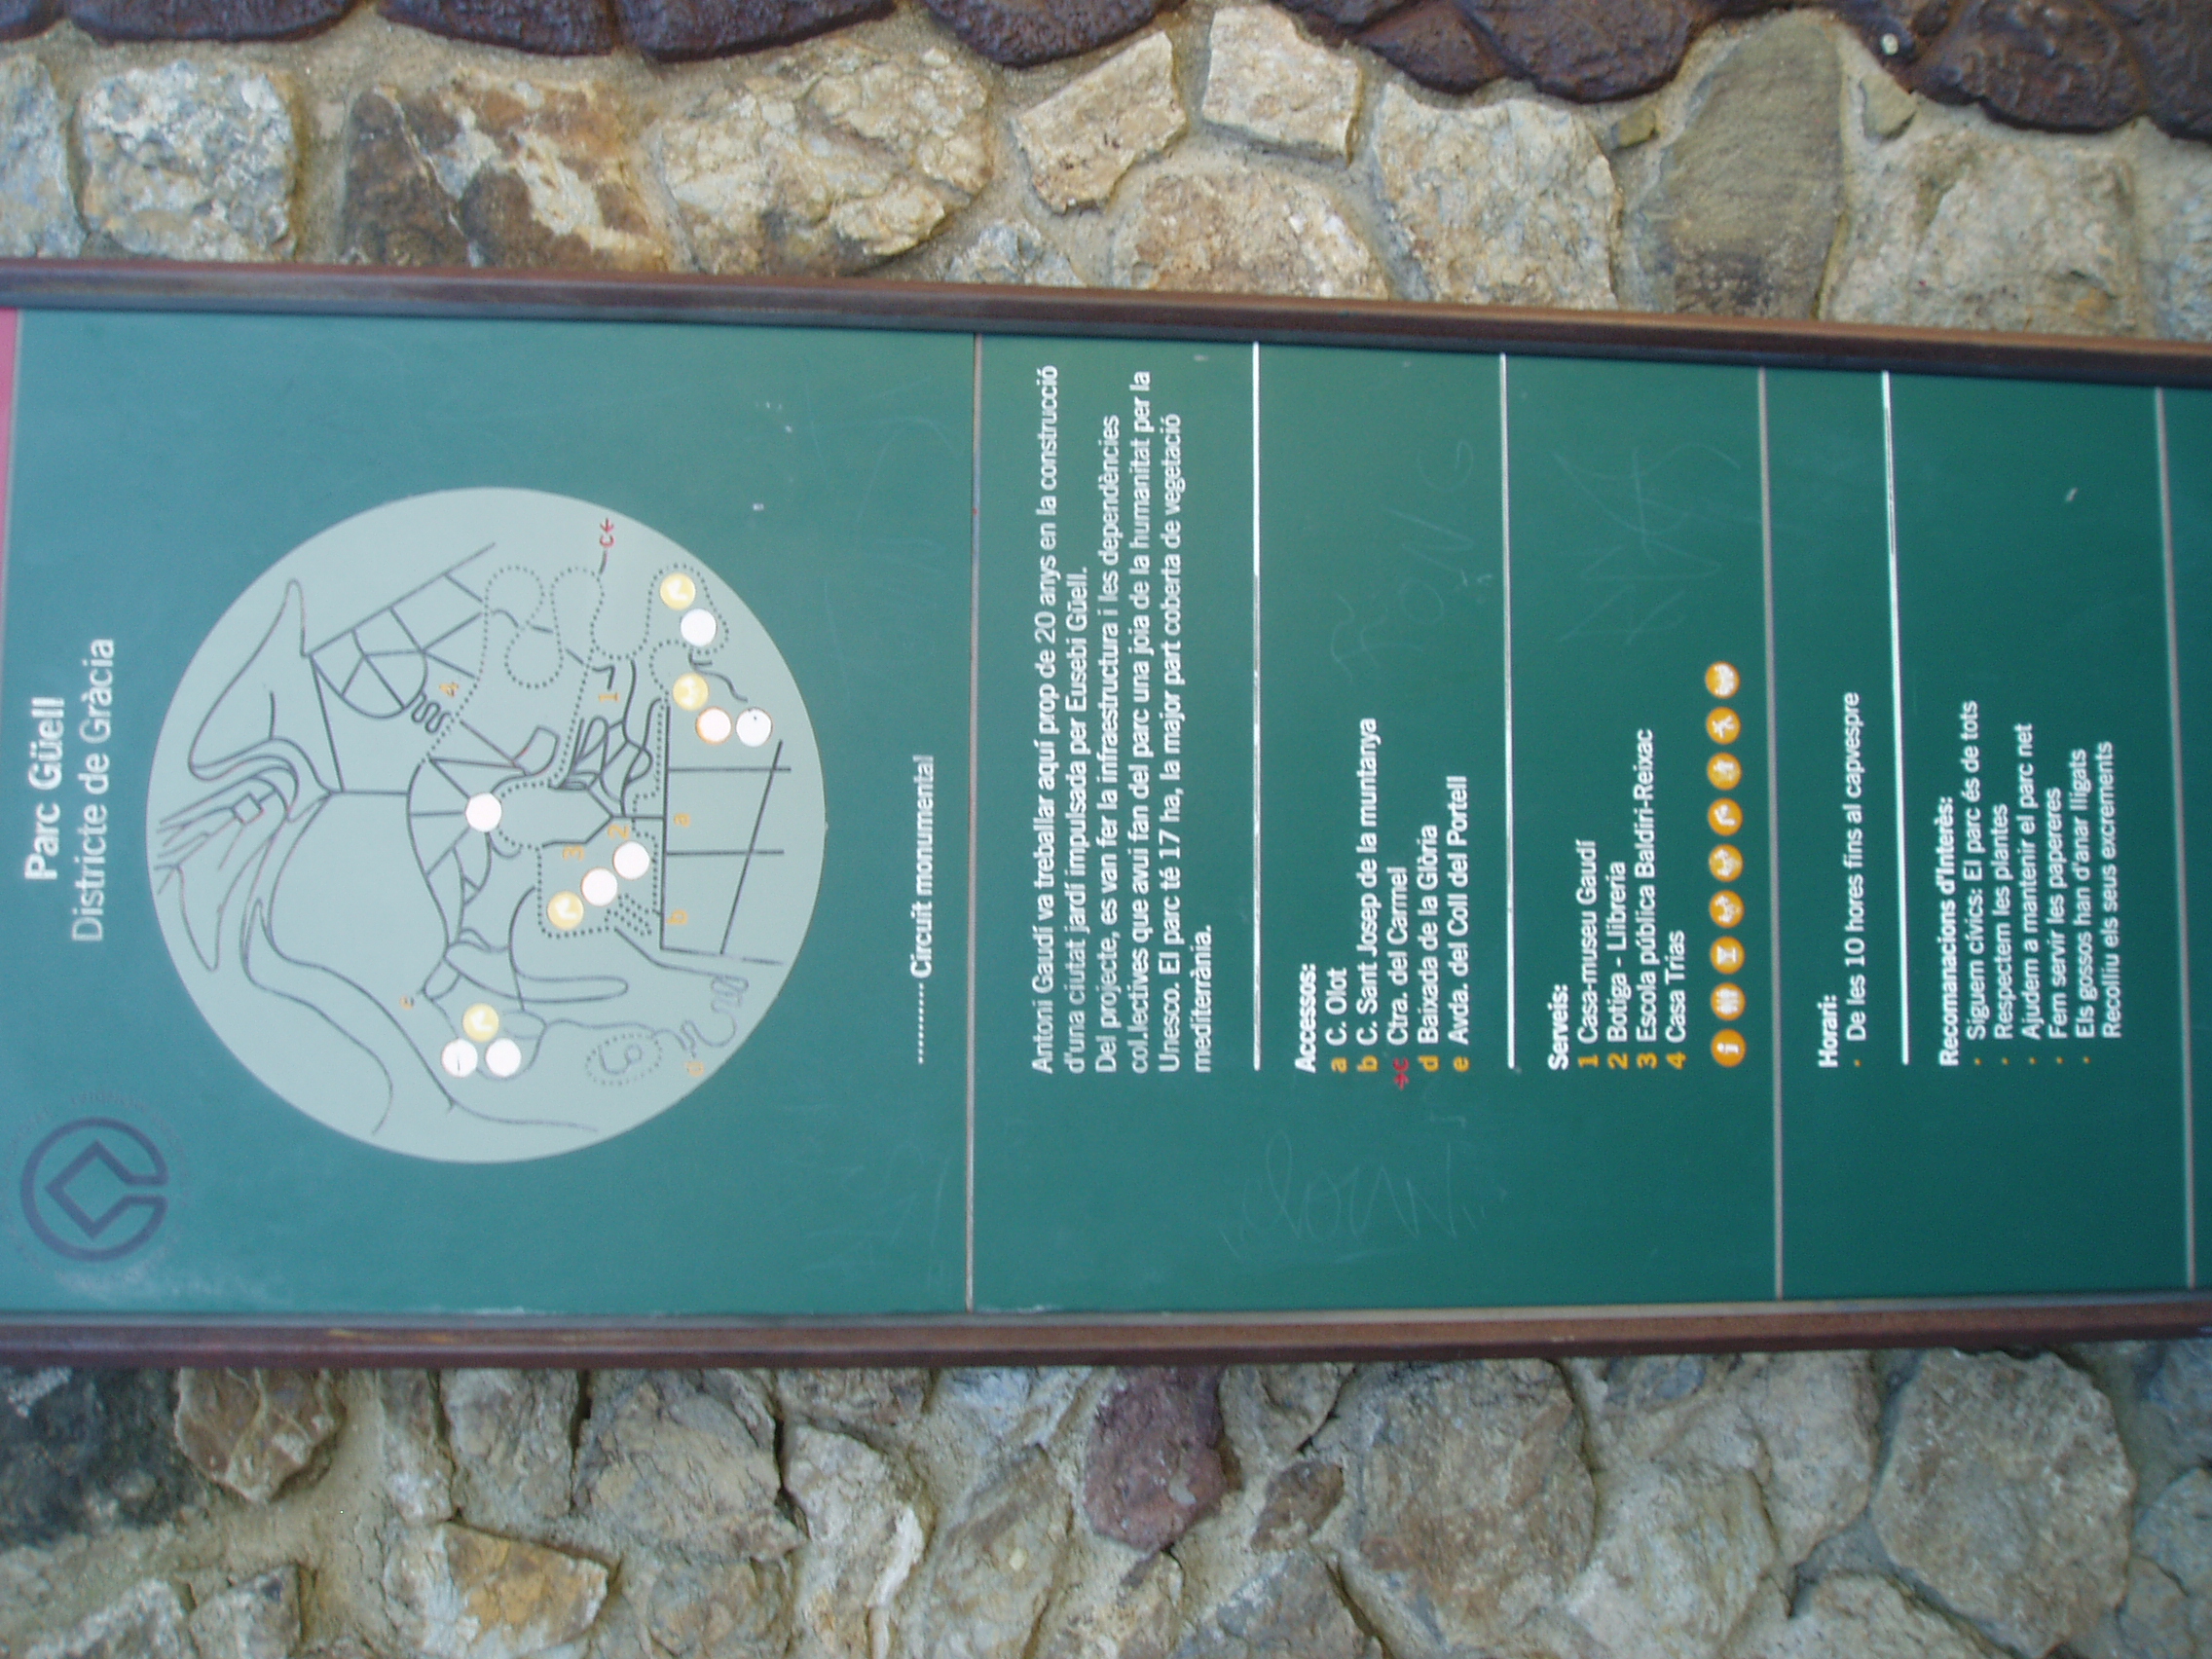 Parc Güell
Districte de Gràcia
4
c
1
2
3
a
b
e
d
Circuit monumental
Antoni Gaudí va treballar aquí prop de 20 anys en la construcció
d'una ciutat jardí impulsada per Eusebi Güell.
Del projecte, es van fer la infraestructura i les dependències
col.lectives que avui fan del parc una joia de la humanitat per la
Unesco. El parc té 17 ha, la major part coberta de vegetació
mediterrània.
Accessos:
a C. Olot
b C. Sant Josep de la muntanya
c Ctra. del Carmel
d Baixada de la Glòria
e Avda. del Coll del Portell
Serveis:
1 Casa-museu Gaudí
2 Botiga - Llibreria
3 Escola pública Baldiri-Reixac
4 Casa Trias
i
Horari:
· De les 10 hores fins al capvespre
Recomanacions d'Interès:
· Siguem cívics: El parc és de tots
· Respectem les plantes
· Ajudem a mantenir el parc net
· Fem servir les papereres
· Els gossos han d'anar lligats
Recolliu els seus excrements